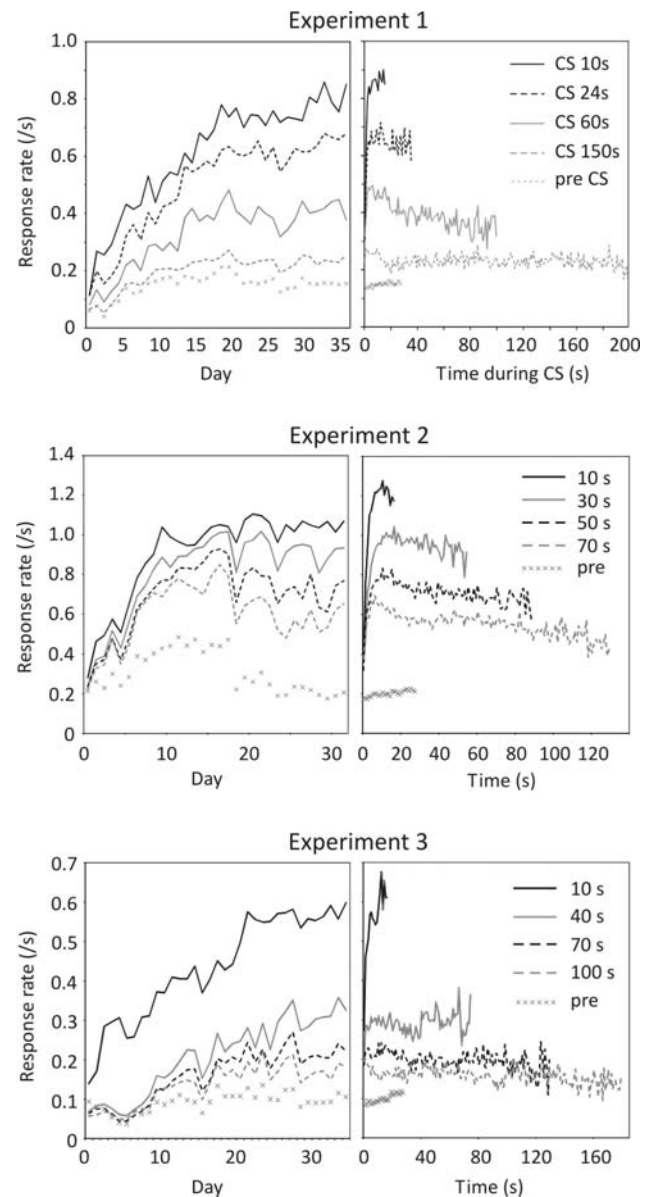 Experiment 1
Response rate (/s)
1.0
0.8
0.6
0.4
0.2
0
0 5 10 15 20 25 30 35
Day
CS 10s
CS 24s
CS 60s
CS 150s
pre CS
0 40 80 120 160 200
Time during CS (s)
Experiment 2
Response rate (/s)
1.4
1.2
1.0
0.8
0.6
0.4
0.2
0
0 10 20 30
Day
10 s
30 s
50 s
70 s
pre
0 20 40 60 80 100 120
Time (s)
Experiment 3
Response rate (/s)
0.7
0.6
0.5
0.4
0.3
0.2
0.1
0
0 10 20 30
Day
10 s
40 s
70 s
100 s
pre
0 40 80 120 160
Time (s)